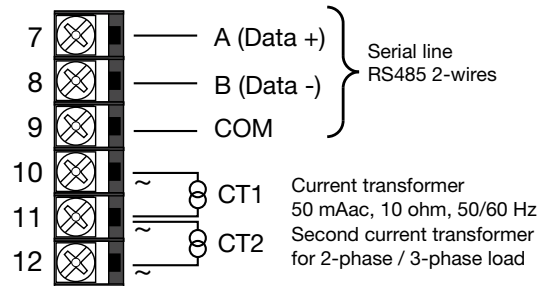 7 A (Data +)
8 B (Data -)
9 COM
Serial line
RS485 2-wires
10
~
CT1
11
~
CT2
12
~
Current transformer
50 mAac, 10 ohm, 50/60 Hz
Second current transformer
for 2-phase / 3-phase load